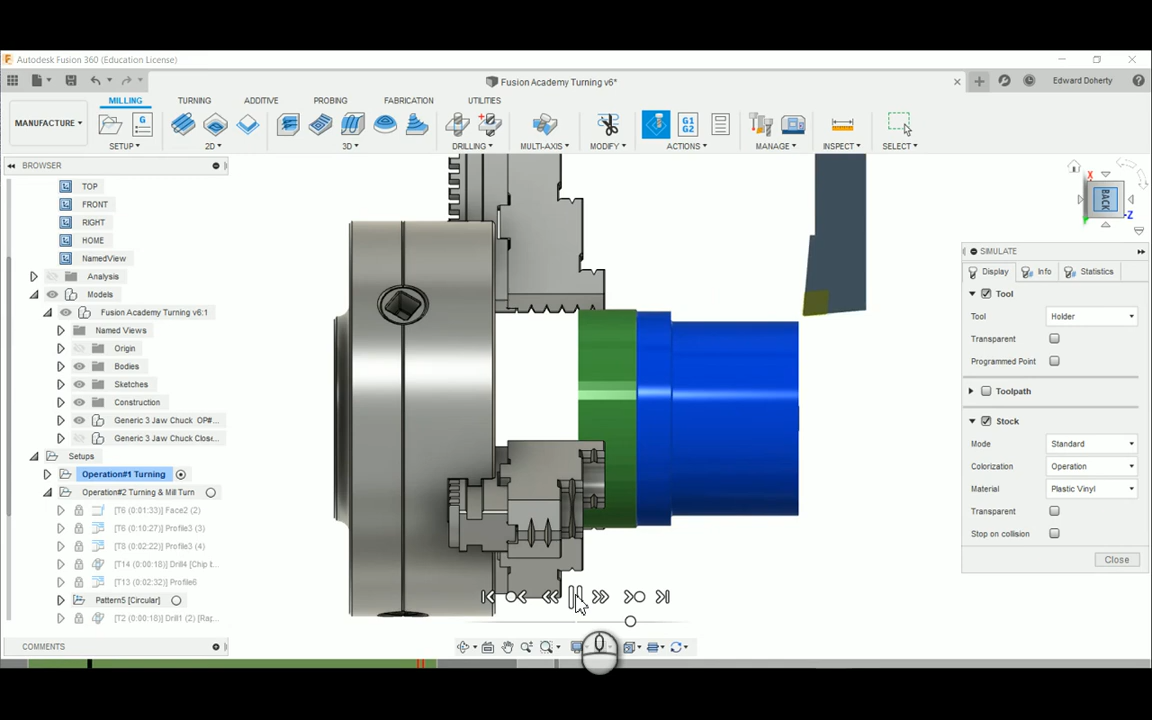 Autodesk Fusion 360 (Education License)
Fusion Academy Turning v6*
Edward Doherty
MILLING TURNING ADDITIVE PROBING FABRICATION UTILITIES
MANUFACTURE
SETUP 2D 3D DRILLING MULTI-AXIS MODIFY ACTIONS MANAGE INSPECT SELECT
G
G1
G2
BROWSER
TOP
FRONT
RIGHT
HOME
NamedView
Analysis
Models
Fusion Academy Turning v6:1
Named Views
Origin
Bodies
Sketches
Construction
Generic 3 Jaw Chuck OP#...
Generic 3 Jaw Chuck Close...
Setups
Operation#1 Turning
Operation#2 Turning & Mill Turn
[T6 (0:01:33)] Face2 (2)
[T6 (0:10:27)] Profile3 (3)
[T8 (0:02:22)] Profile3 (4)
[T14 (0:00:18)] Drill4 [Chip b...
[T13 (0:02:32)] Profile6
Pattern5 [Circular]
[T2 (0:00:18)] Drill1 (2) [Rap...
COMMENTS
X
BACK
Z
SIMULATE
Display Info Statistics
Tool
Tool Holder
Transparent
Programmed Point
Toolpath
Stock
Mode Standard
Colorization Operation
Material Plastic Vinyl
Transparent
Stop on collision
Close